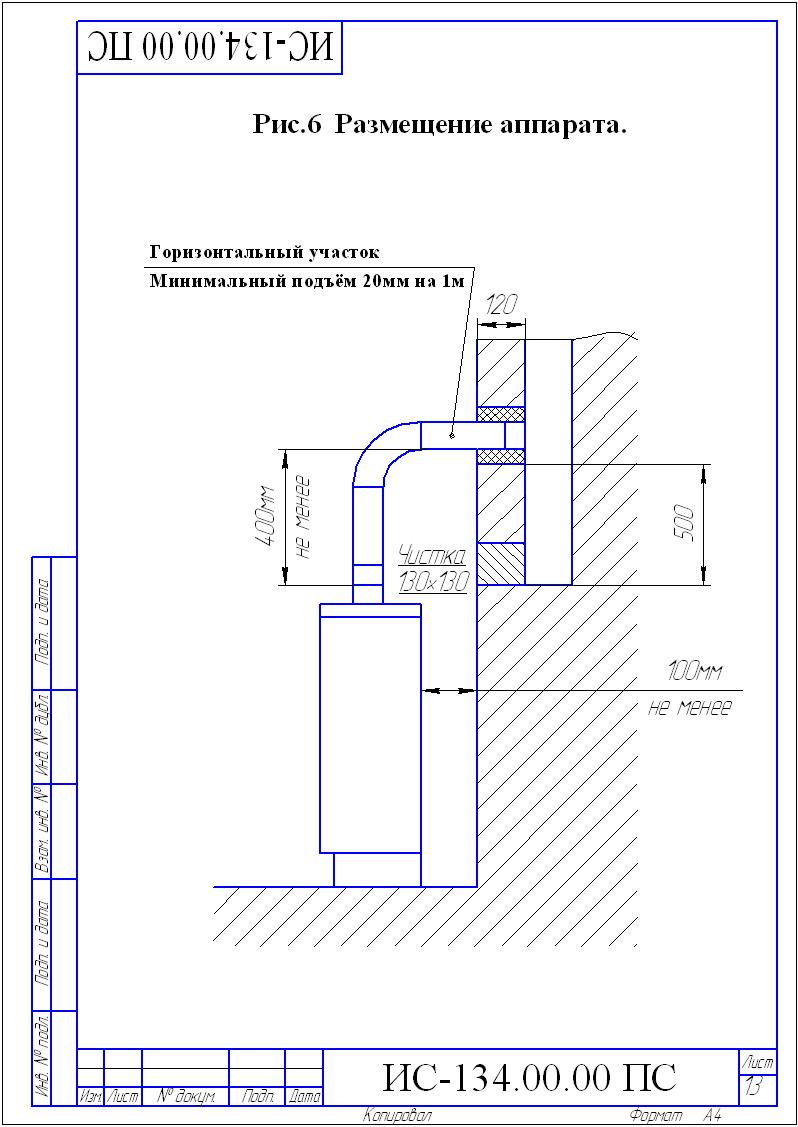 ИС-134.00.00 ПС
Рис.6 Размещение аппарата.
Горизонтальный участок
Минимальный подъём 20мм на 1м
120
400мм
не менее
500
Чистка
130х130
100мм
не менее
Подп. и дата
Инв. № дубл.
Взам. инв. №
Подп. и дата
Инв. № подл.
Изм. Лист № докум. Подп. Дата
ИС-134.00.00 ПС
Лист
13
Копировал Формат А4